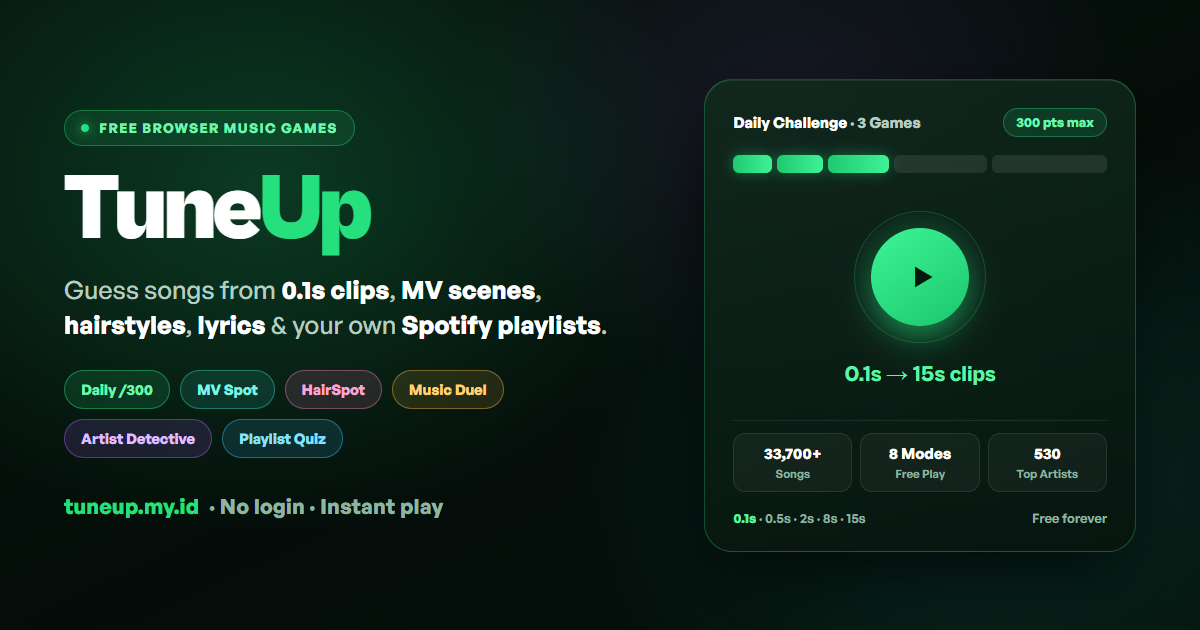 FREE BROWSER MUSIC GAMES
TuneUp
Guess songs from 0.1s clips, MV scenes,
hairstyles, lyrics & your own Spotify playlists.
Daily /300
MV Spot
HairSpot
Music Duel
Artist Detective
Playlist Quiz
tuneup.my.id · No login · Instant play
Daily Challenge · 3 Games
300 pts max
0.1s → 15s clips
33,700+
Songs
8 Modes
Free Play
530
Top Artists
0.1s · 0.5s · 2s · 8s · 15s
Free forever